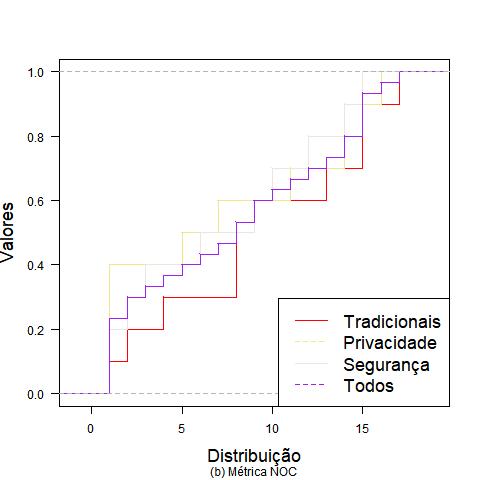 Valores
1.0
0.8
0.6
0.4
0.2
0.0
Tradicionais
Privacidade
Segurança
Todos
0 5 10 15
Distribuição
(b) Métrica NOC